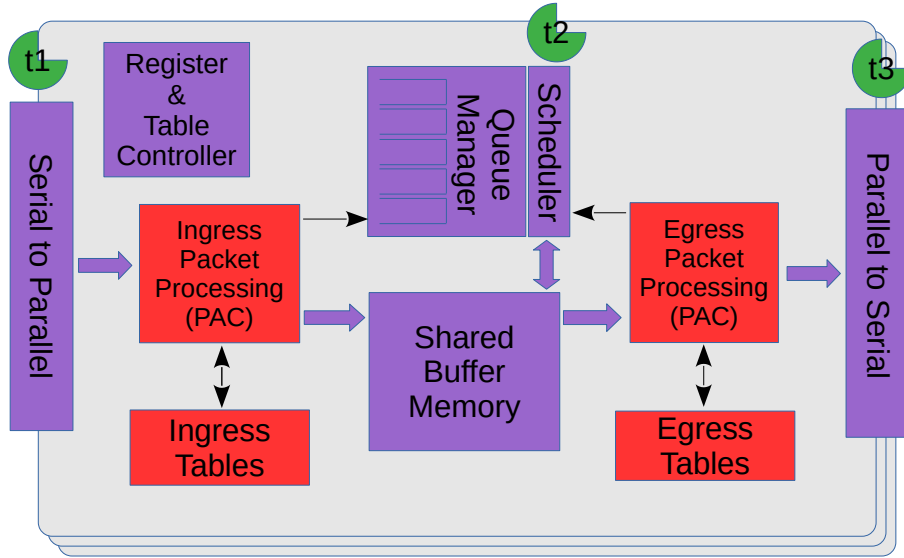 t1
t2
t3
Register
&
Table
Controller
Serial to Parallel
Queue
Manager
Scheduler
Parallel to Serial
Ingress
Packet
Processing
(PAC)
Egress
Packet
Processing
(PAC)
Shared
Buffer
Memory
Ingress
Tables
Egress
Tables